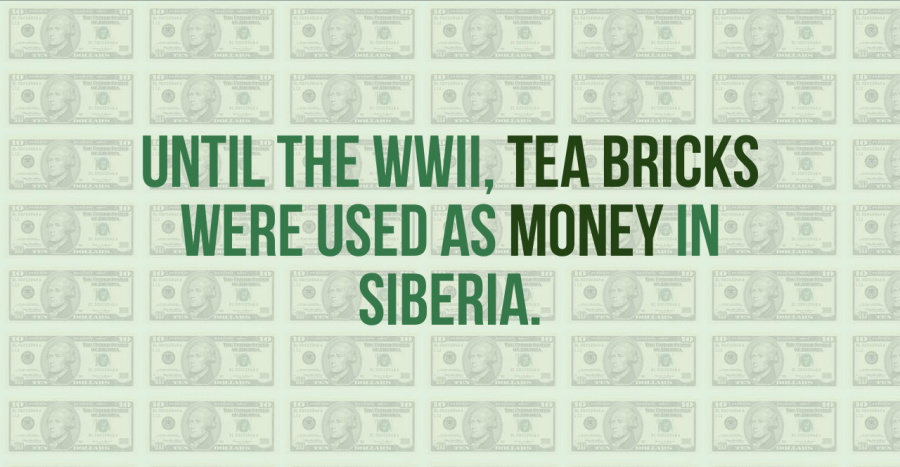 UNTIL THE WWII, TEA BRICKS
WERE USED AS MONEY IN
SIBERIA.